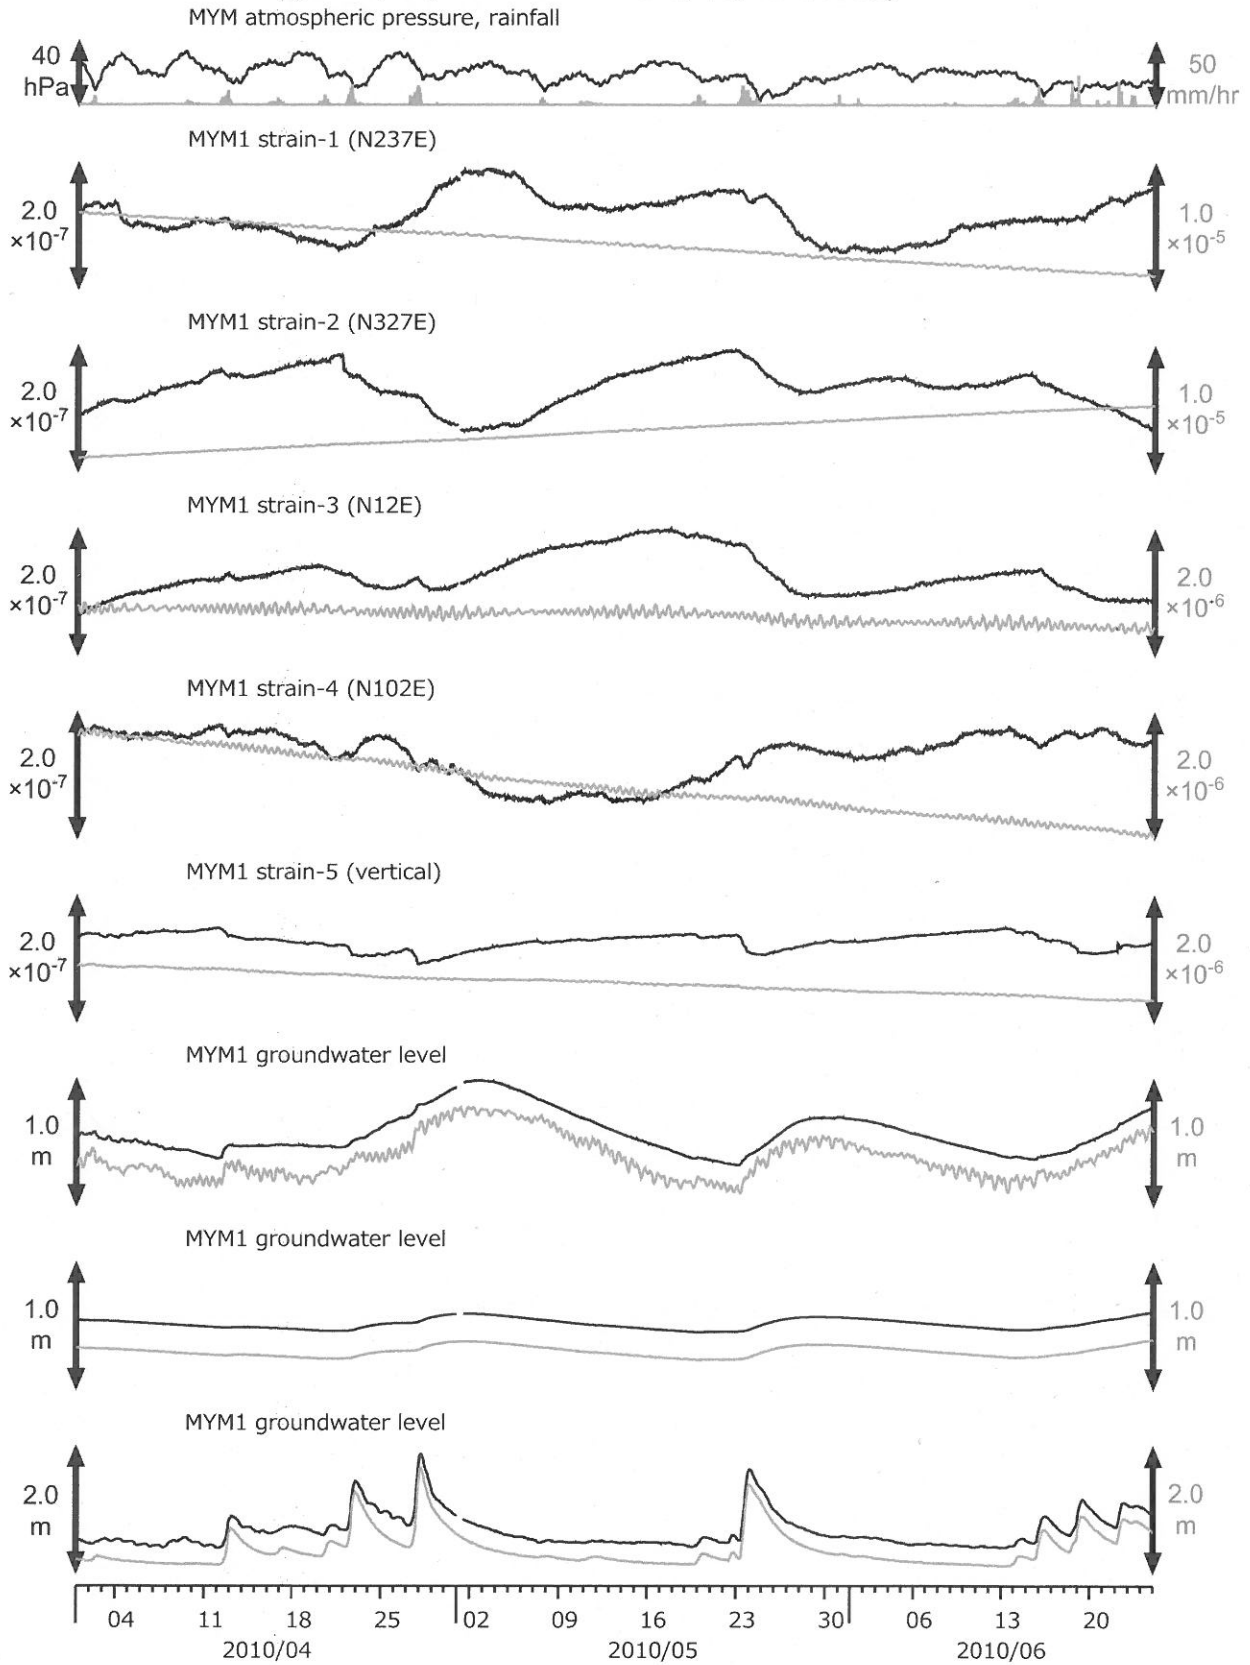 MYM atmospheric pressure, rainfall
40
hPa
50
mm/hr
MYM1 strain-1 (N237E)
2.0
×10-7
1.0
×10-5
MYM1 strain-2 (N327E)
2.0
×10-7
1.0
×10-5
MYM1 strain-3 (N12E)
2.0
×10-7
2.0
×10-6
MYM1 strain-4 (N102E)
2.0
×10-7
2.0
×10-6
MYM1 strain-5 (vertical)
2.0
×10-7
2.0
×10-6
MYM1 groundwater level
1.0
m
1.0
m
MYM1 groundwater level
1.0
m
1.0
m
MYM1 groundwater level
2.0
m
2.0
m
04 11 18 25 02 09 16 23 30 06 13 20
2010/04 2010/05 2010/06